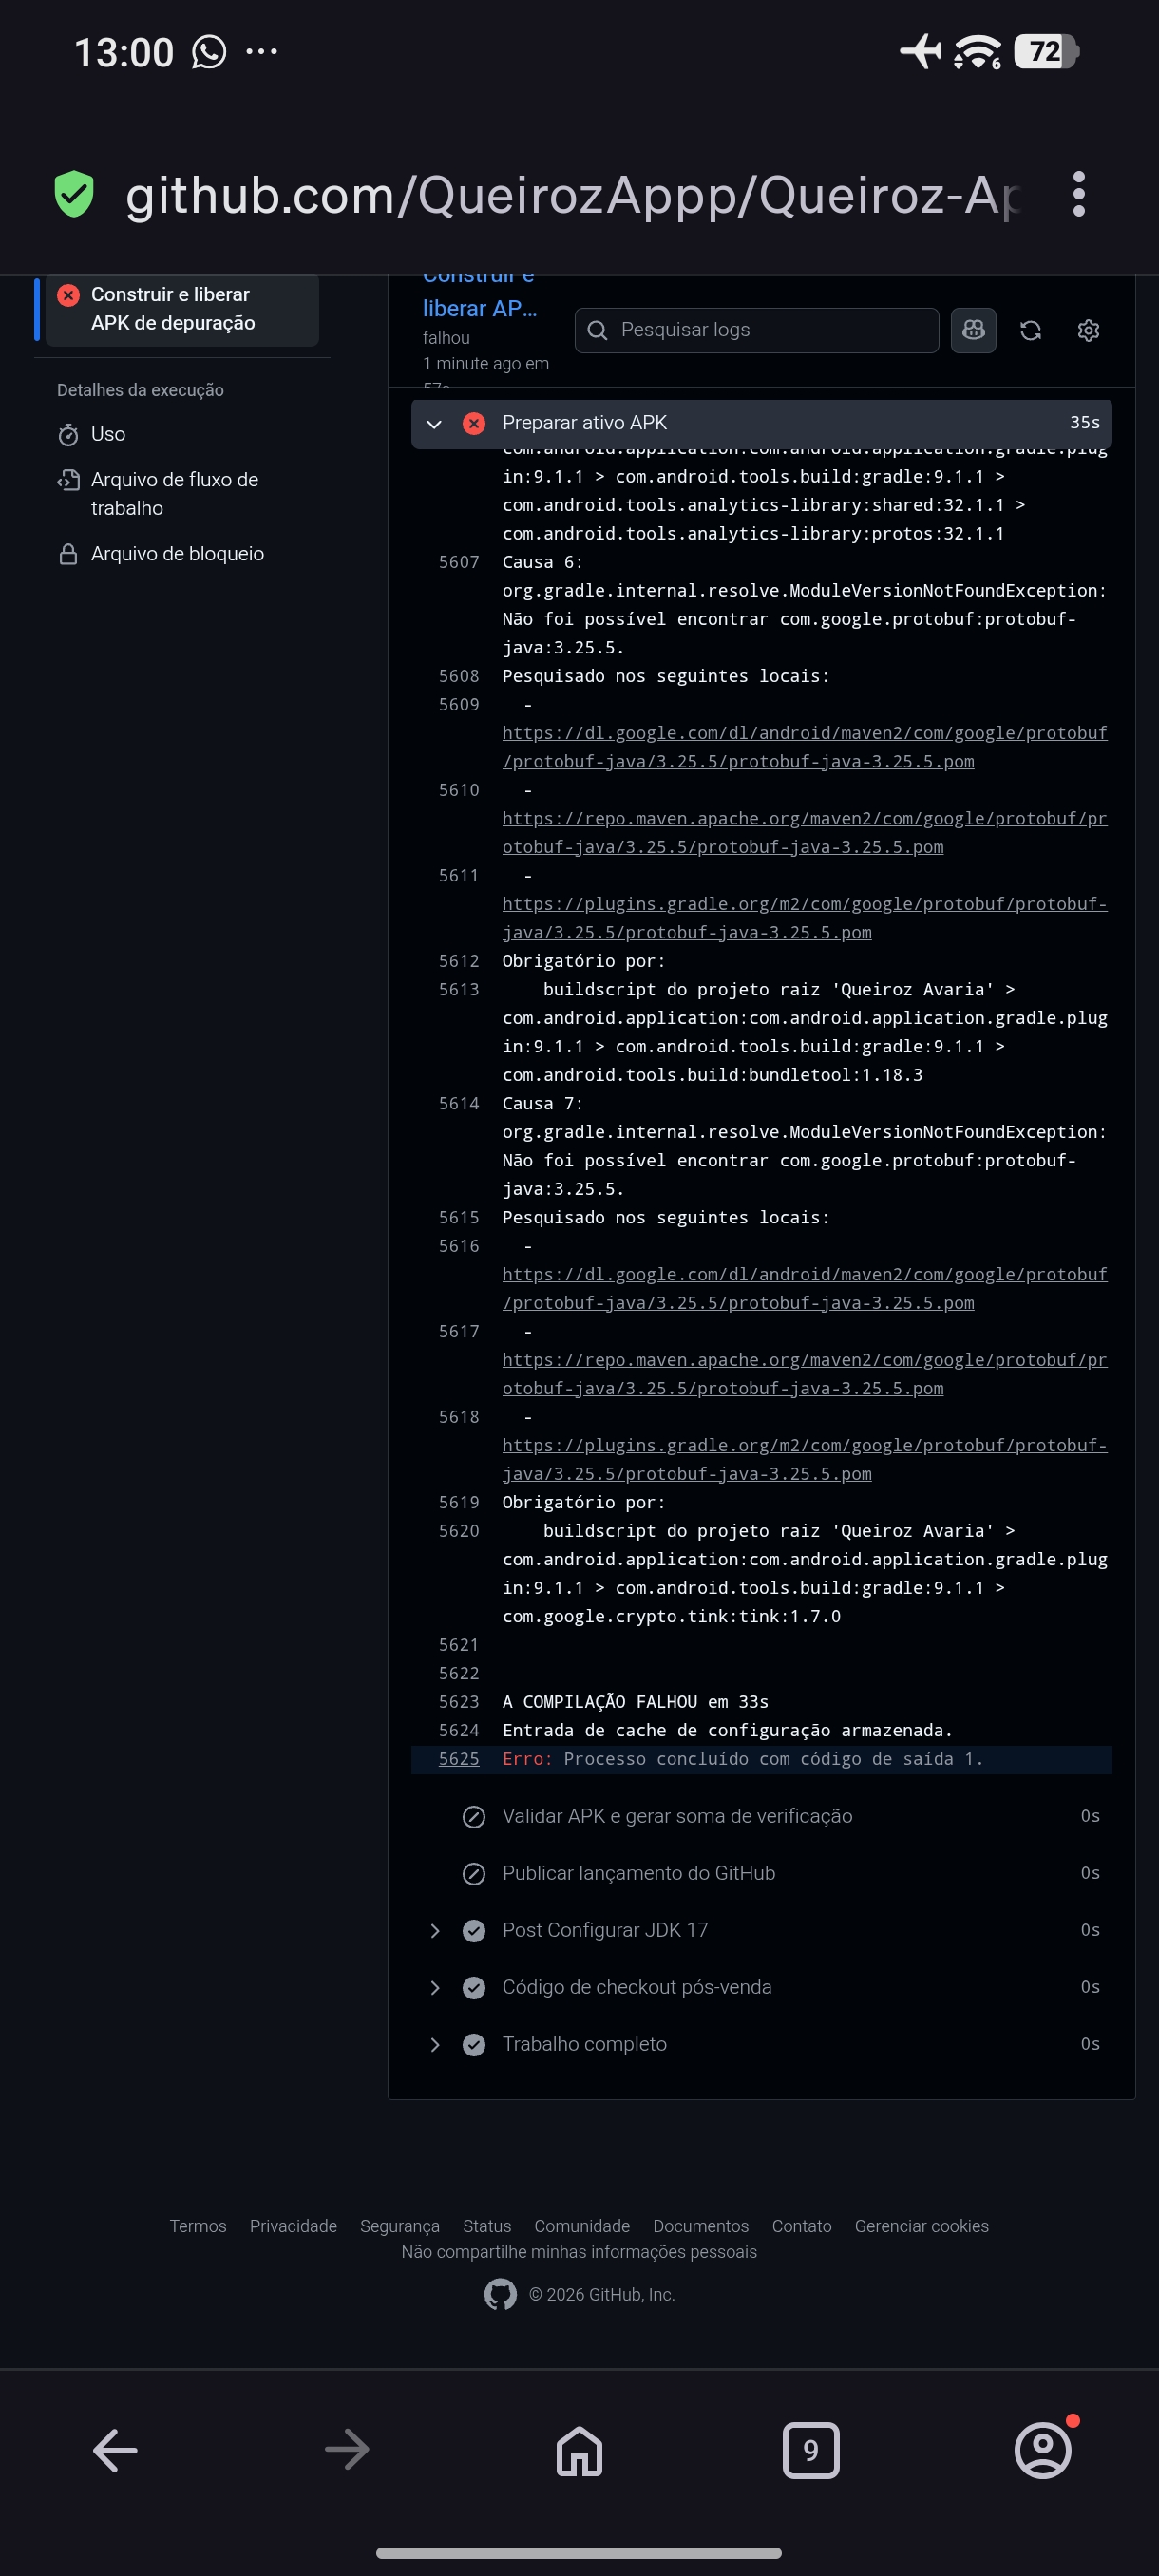 13:00
72
6
github.com/QueirozAppp/Queiroz-Ap
Construir e liberar
APK de depuração
Detalhes da execução
Uso
Arquivo de fluxo de
trabalho
Arquivo de bloqueio
Construir e
liberar AP...
falhou
1 minute ago em
57s
Pesquisar logs
Preparar ativo APK 35s
com.android.application:com.android.application.gradle.plug
in:9.1.1 > com.android.tools.build:gradle:9.1.1 >
com.android.tools.analytics-library:shared:32.1.1 >
com.android.tools.analytics-library:protos:32.1.1
5607 Causa 6:
org.gradle.internal.resolve.ModuleVersionNotFoundException:
Não foi possível encontrar com.google.protobuf:protobuf-
java:3.25.5.
5608 Pesquisado nos seguintes locais:
5609 -
https://dl.google.com/dl/android/maven2/com/google/protobuf
/protobuf-java/3.25.5/protobuf-java-3.25.5.pom
5610 -
https://repo.maven.apache.org/maven2/com/google/protobuf/pr
otobuf-java/3.25.5/protobuf-java-3.25.5.pom
5611 -
https://plugins.gradle.org/m2/com/google/protobuf/protobuf-
java/3.25.5/protobuf-java-3.25.5.pom
5612 Obrigatório por:
5613 buildscript do projeto raiz 'Queiroz Avaria' >
com.android.application:com.android.application.gradle.plug
in:9.1.1 > com.android.tools.build:gradle:9.1.1 >
com.android.tools.build:bundletool:1.18.3
5614 Causa 7:
org.gradle.internal.resolve.ModuleVersionNotFoundException:
Não foi possível encontrar com.google.protobuf:protobuf-
java:3.25.5.
5615 Pesquisado nos seguintes locais:
5616 -
https://dl.google.com/dl/android/maven2/com/google/protobuf
/protobuf-java/3.25.5/protobuf-java-3.25.5.pom
5617 -
https://repo.maven.apache.org/maven2/com/google/protobuf/pr
otobuf-java/3.25.5/protobuf-java-3.25.5.pom
5618 -
https://plugins.gradle.org/m2/com/google/protobuf/protobuf-
java/3.25.5/protobuf-java-3.25.5.pom
5619 Obrigatório por:
5620 buildscript do projeto raiz 'Queiroz Avaria' >
com.android.application:com.android.application.gradle.plug
in:9.1.1 > com.android.tools.build:gradle:9.1.1 >
com.google.crypto.tink:tink:1.7.0
5621
5622
5623 A COMPILAÇÃO FALHOU em 33s
5624 Entrada de cache de configuração armazenada.
5625 Erro: Processo concluído com código de saída 1.
Validar APK e gerar soma de verificação 0s
Publicar lançamento do GitHub 0s
Post Configurar JDK 17 0s
Código de checkout pós-venda 0s
Trabalho completo 0s
Termos Privacidade Segurança Status Comunidade Documentos Contato Gerenciar cookies
Não compartilhe minhas informações pessoais
© 2026 GitHub, Inc.
9